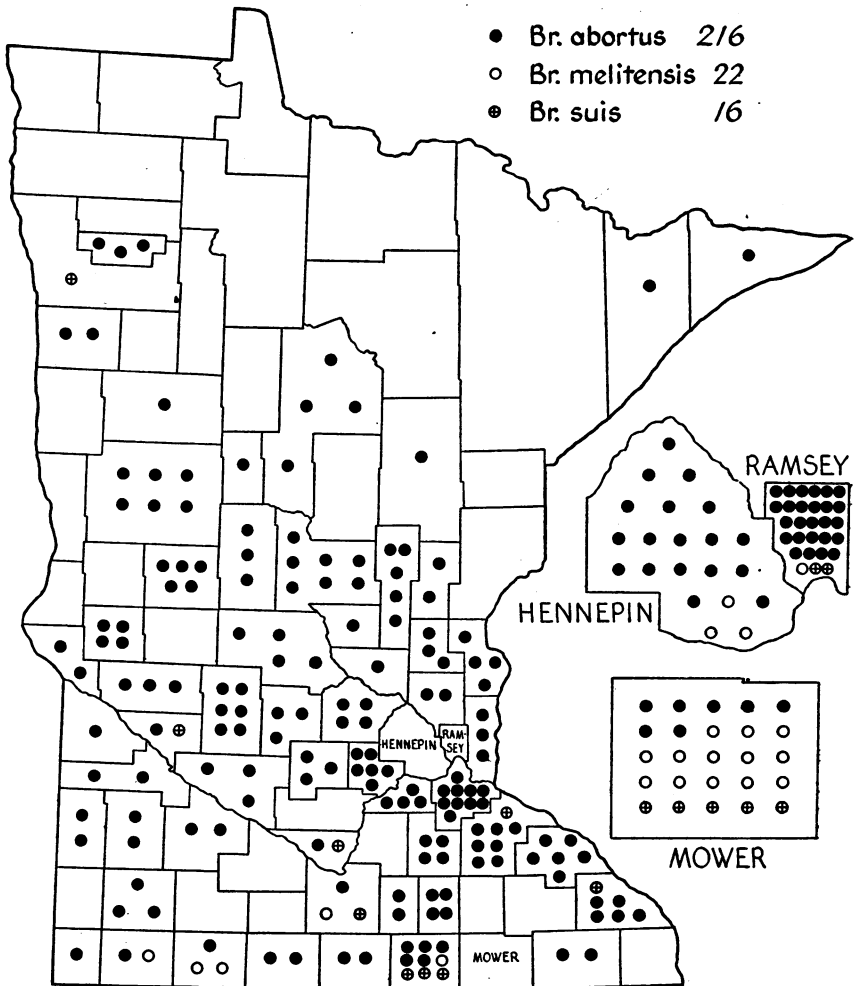 Br. abortus 216
Br. melitensis 22
Br. suis 16
RAMSEY
HENNEPIN
HENNEPIN
RAM-
SEY
MOWER
MOWER